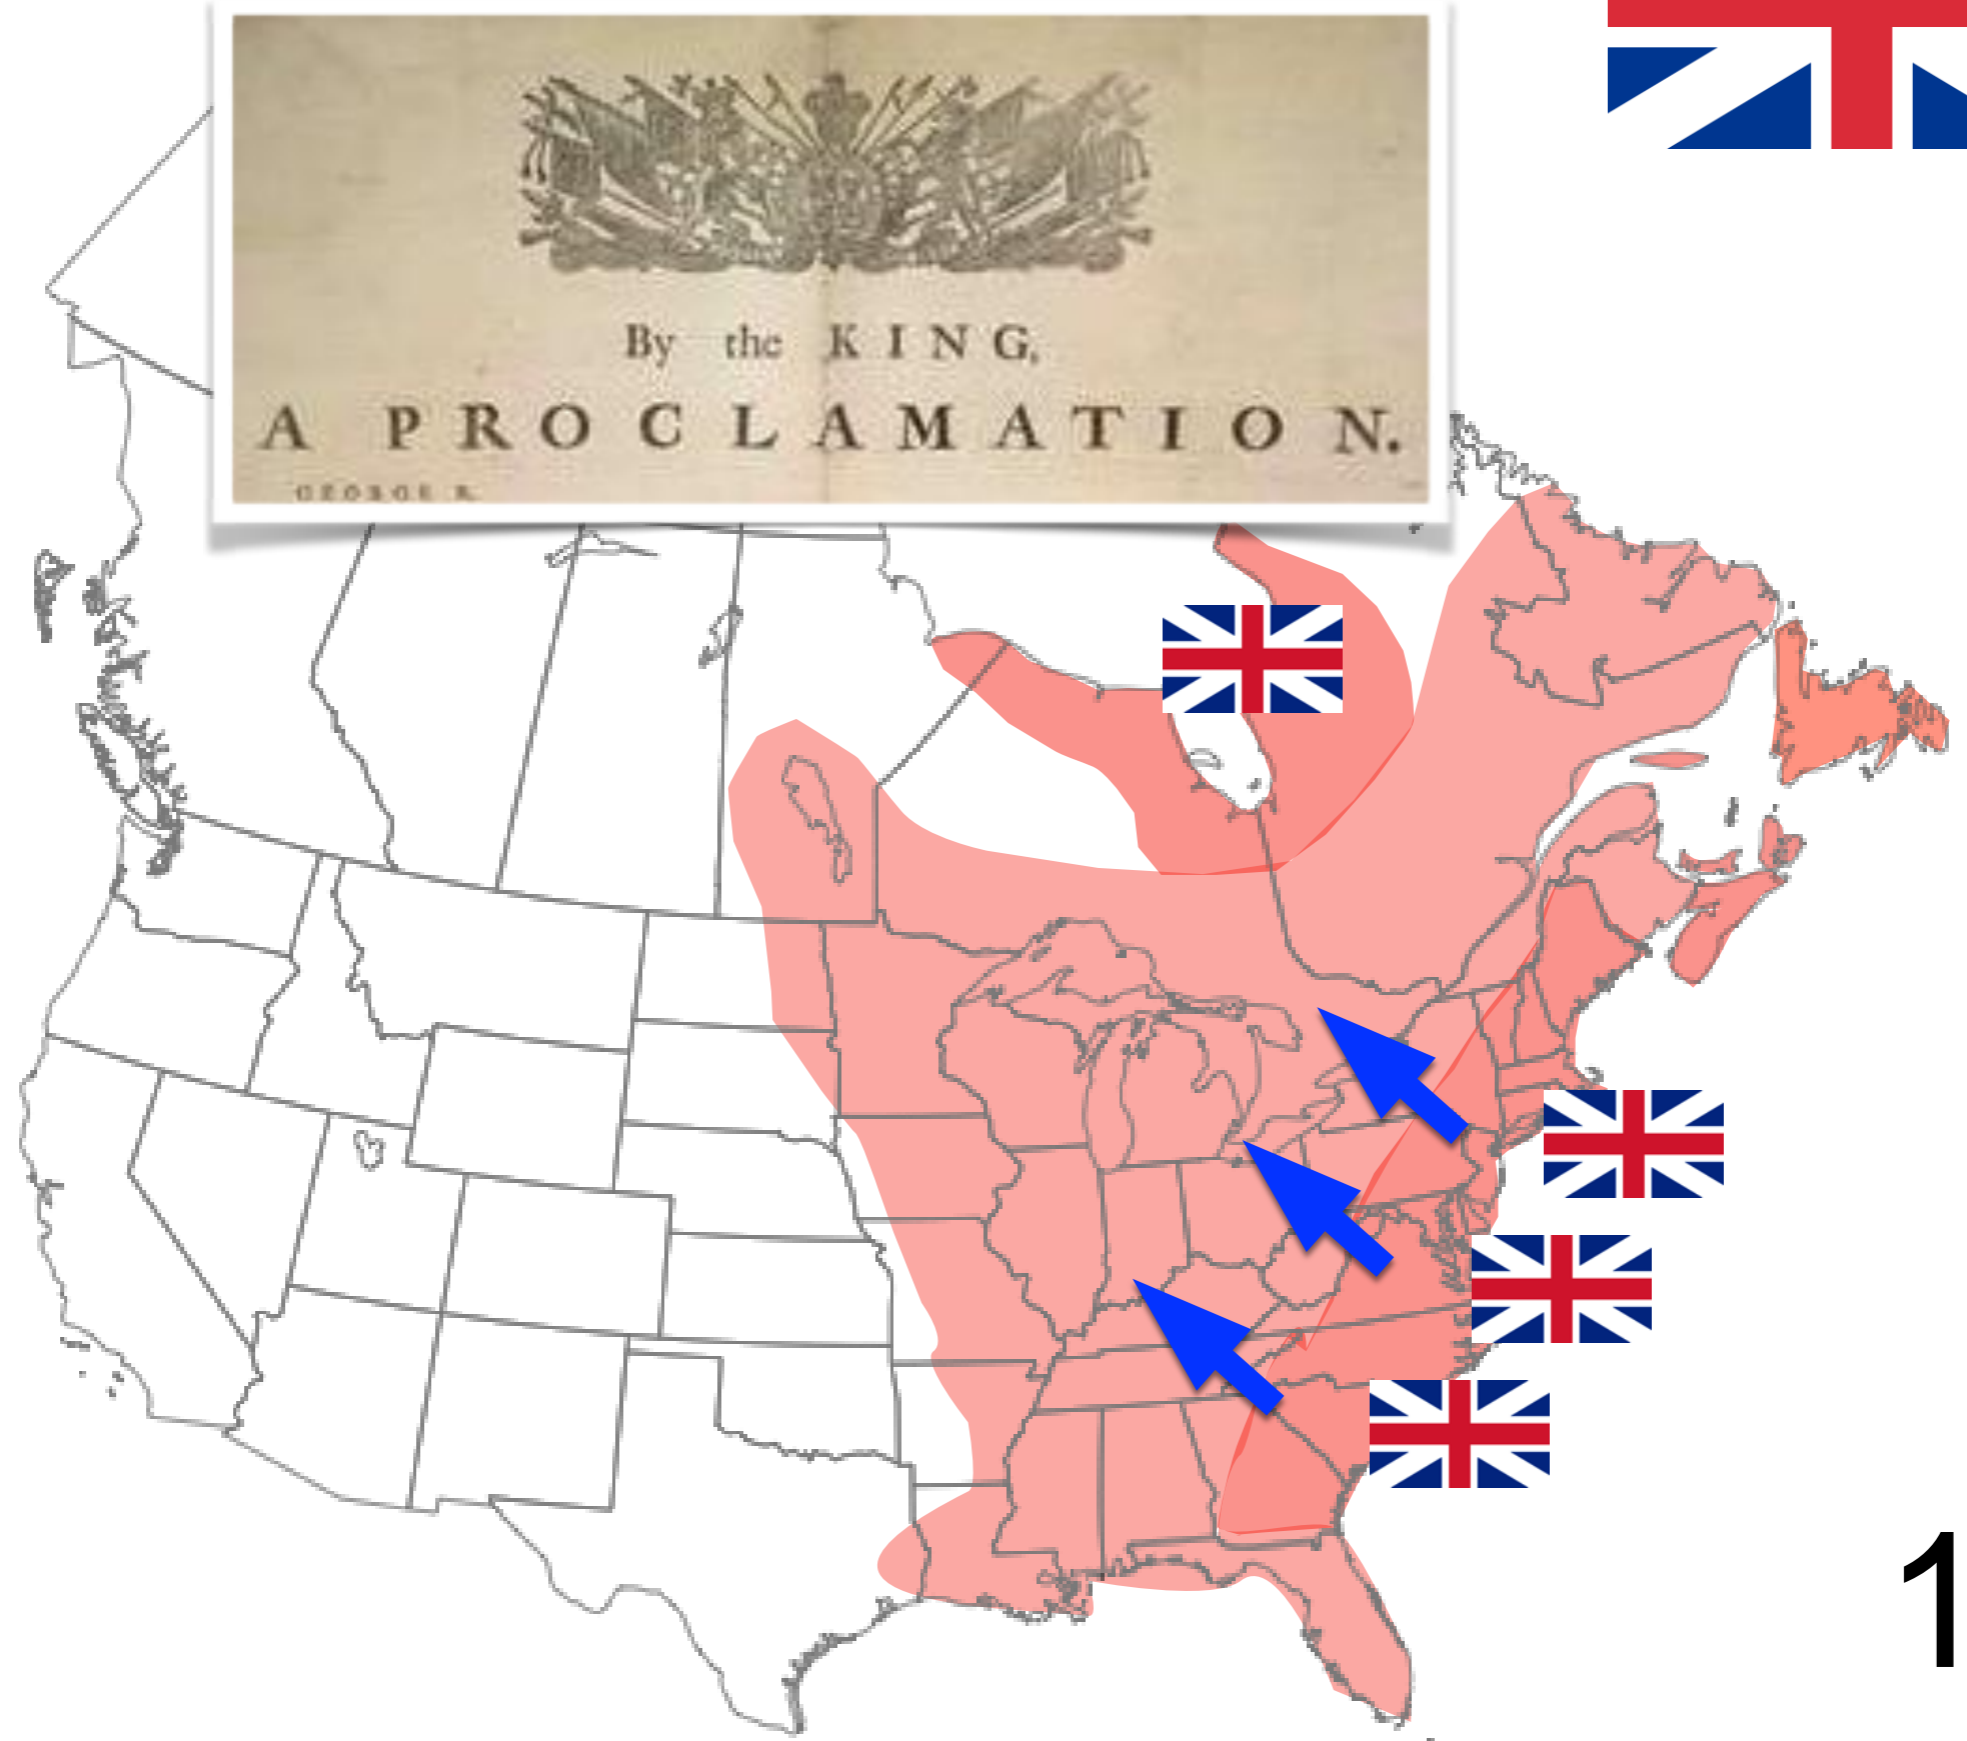 By the KING,
A PROCLAMATION.
GEORGE R.
1